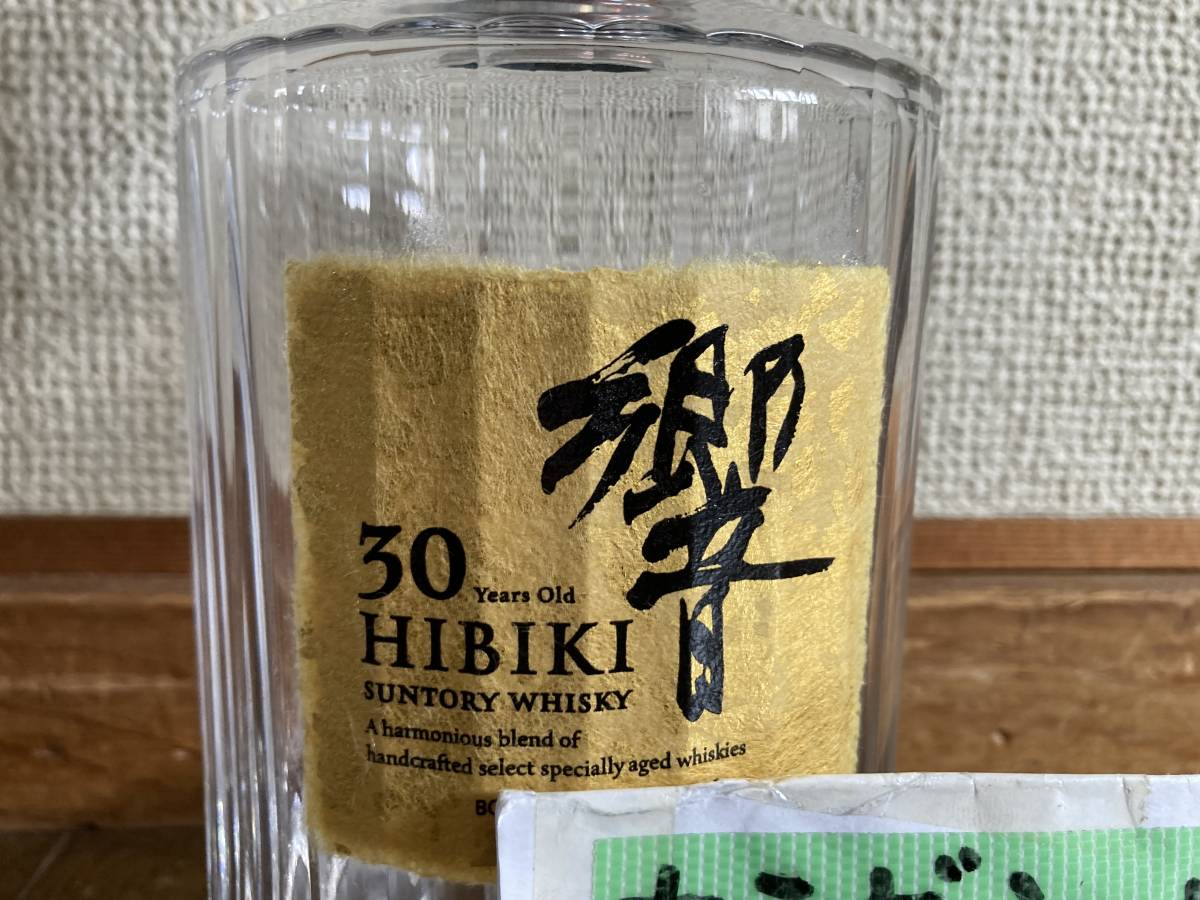 響
30 Years Old
HIBIKI
SUNTORY WHISKY
A harmonious blend of
handcrafted select specially aged whiskies